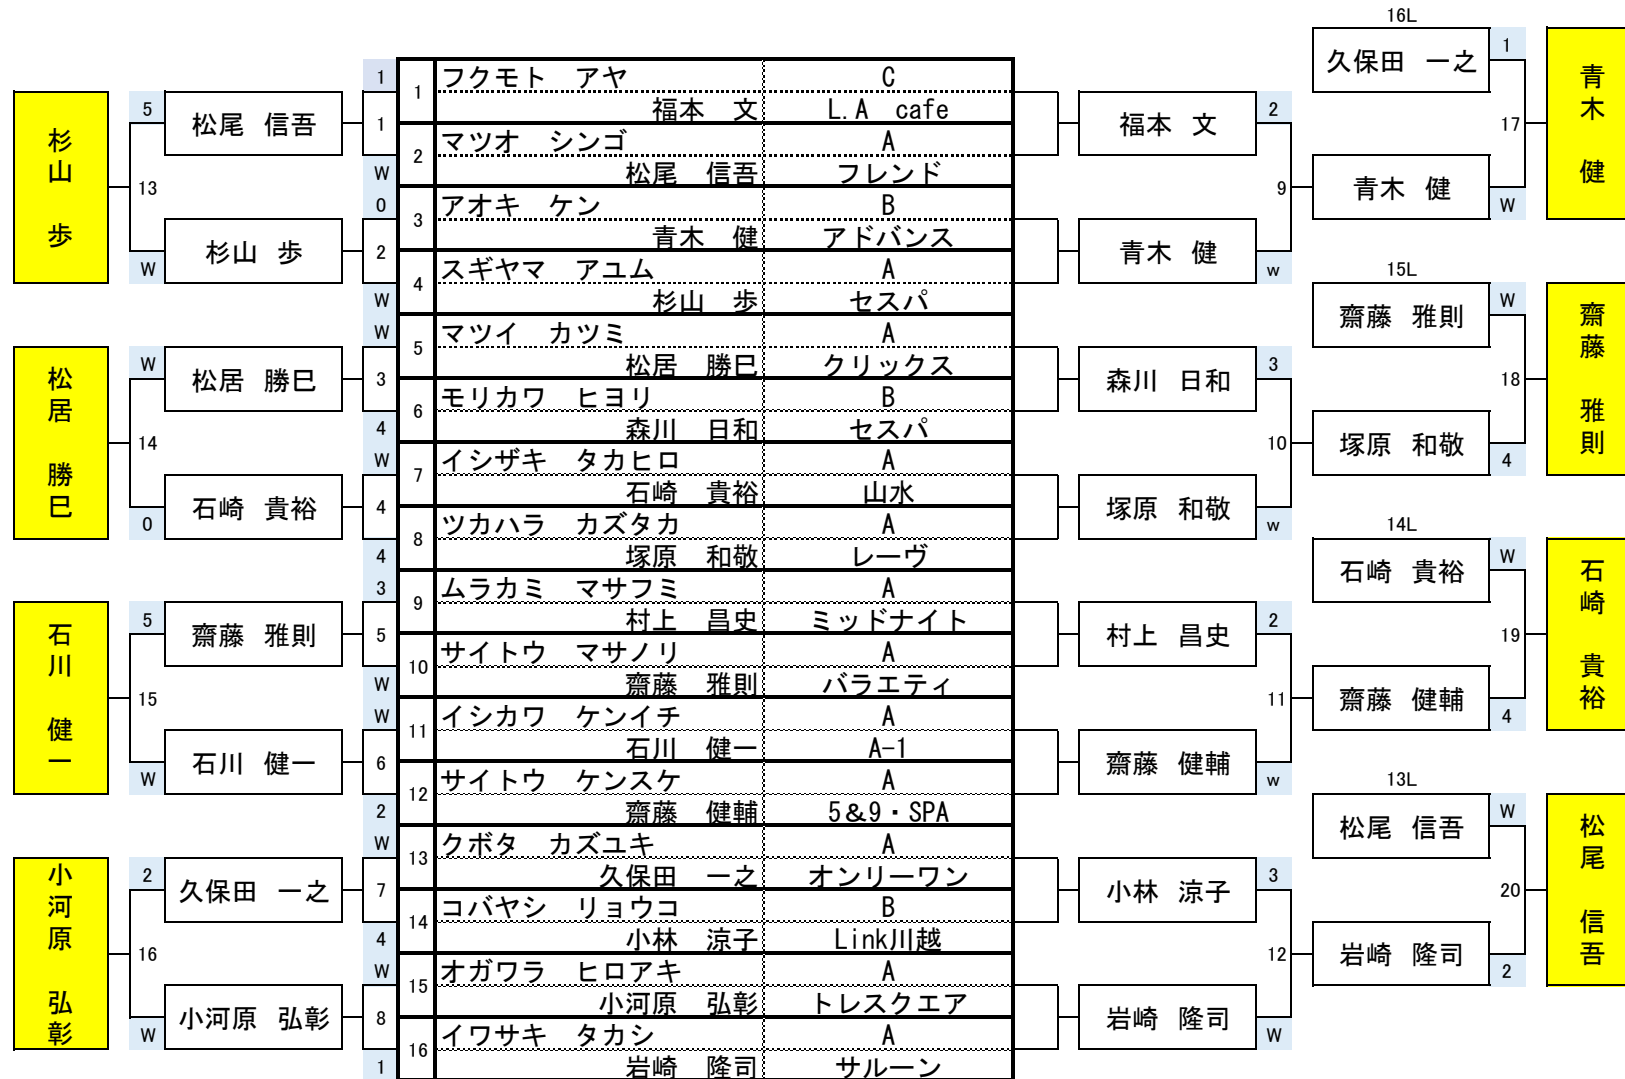 16L
久保田 一之
1
青木 健
17
青木 健
W
1
1
フクモト アヤ
C
福本 文
L.A cafe
杉山 歩
5
松尾 信吾
1
2
マツオ シンゴ
A
松尾 信吾
フレンド
W
福本 文
2
13
9
0
3
アオキ ケン
B
青木 健
アドバンス
杉山 歩
W
2
4
スギヤマ アユム
A
杉山 歩
セスパ
W
青木 健
w
15L
齋藤 雅則
W
齋藤 雅則
18
塚原 和敬
4
W
5
マツイ カツミ
A
松居 勝巳
クリックス
松居 勝巳
W
松居 勝巳
3
6
モリカワ ヒヨリ
B
森川 日和
セスパ
4
森川 日和
3
14
10
W
7
イシザキ タカヒロ
A
石崎 貴裕
山水
石崎 貴裕
0
4
8
ツカハラ カズタカ
A
塚原 和敬
レーヴ
4
塚原 和敬
w
14L
石崎 貴裕
W
石崎 貴裕
19
齋藤 健輔
4
3
9
ムラカミ マサフミ
A
村上 昌史
ミッドナイト
石川 健一
5
齋藤 雅則
5
10
サイトウ マサノリ
A
齋藤 雅則
バラエティ
W
村上 昌史
2
15
11
W
11
イシカワ ケンイチ
A
石川 健一
A-1
石川 健一
W
6
12
サイトウ ケンスケ
A
齋藤 健輔
5&9・SPA
2
齋藤 健輔
w
13L
松尾 信吾
W
松尾 信吾
20
岩崎 隆司
2
W
13
クボタ カズユキ
A
久保田 一之
オンリーワン
小河原 弘彰
2
久保田 一之
7
14
コバヤシ リョウコ
B
小林 涼子
Link川越
4
小林 涼子
3
16
12
W
15
オガワラ ヒロアキ
A
小河原 弘彰
トレスクエア
小河原 弘彰
W
8
16
イワサキ タカシ
A
岩崎 隆司
サルーン
1
岩崎 隆司
W